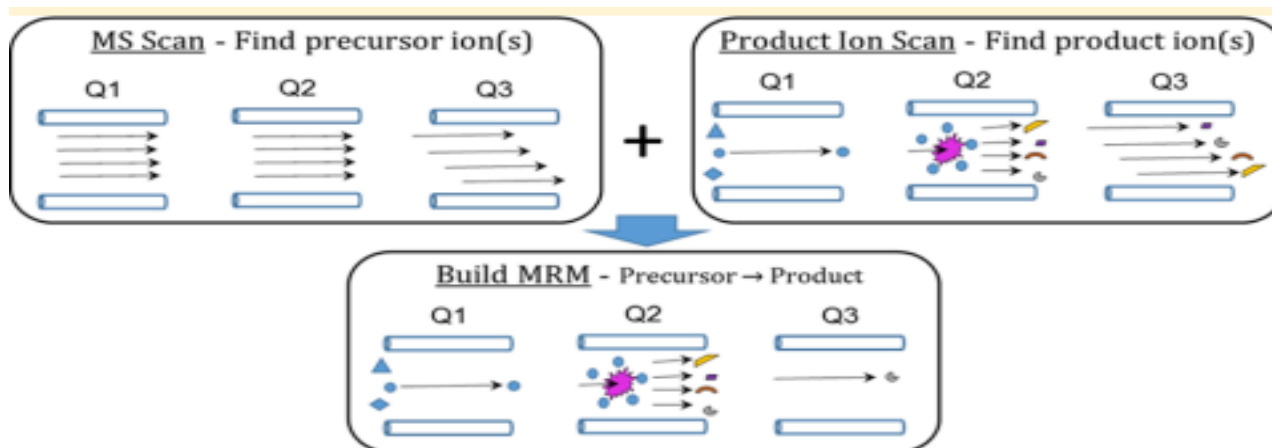 MS Scan - Find precursor ion(s)
Q1 Q2 Q3
+
Product Ion Scan - Find product ion(s)
Q1 Q2 Q3
Build MRM - Precursor → Product
Q1 Q2 Q3